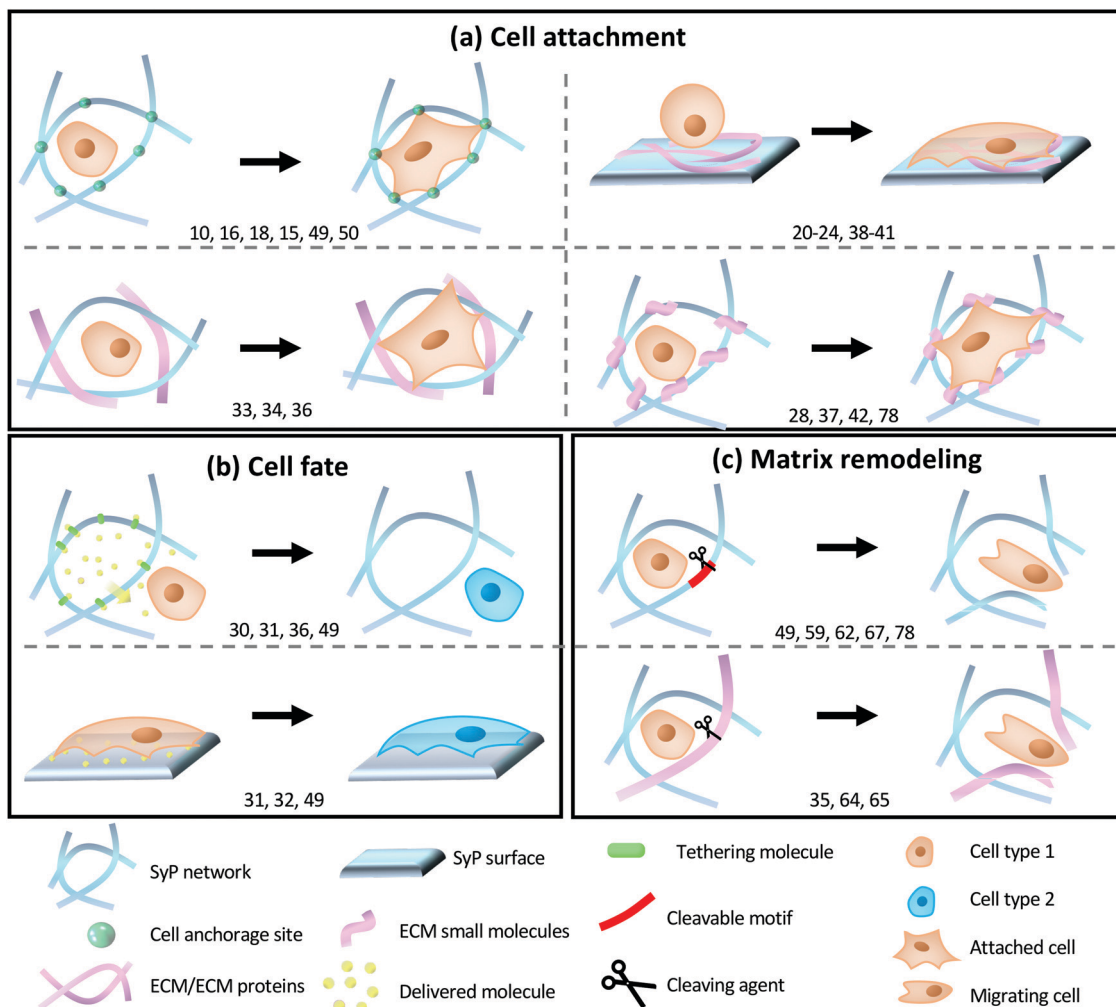 (a) Cell attachment
10, 16, 18, 15, 49, 50
20-24, 38-41
33, 34, 36
28, 37, 42, 78
(b) Cell fate
30, 31, 36, 49
31, 32, 49
(c) Matrix remodeling
49, 59, 62, 67, 78
35, 64, 65
SyP network
SyP surface
Tethering molecule
Cell type 1
Cell anchorage site
ECM small molecules
Cleavable motif
Cell type 2
Attached cell
ECM/ECM proteins
Delivered molecule
Cleaving agent
Migrating cell